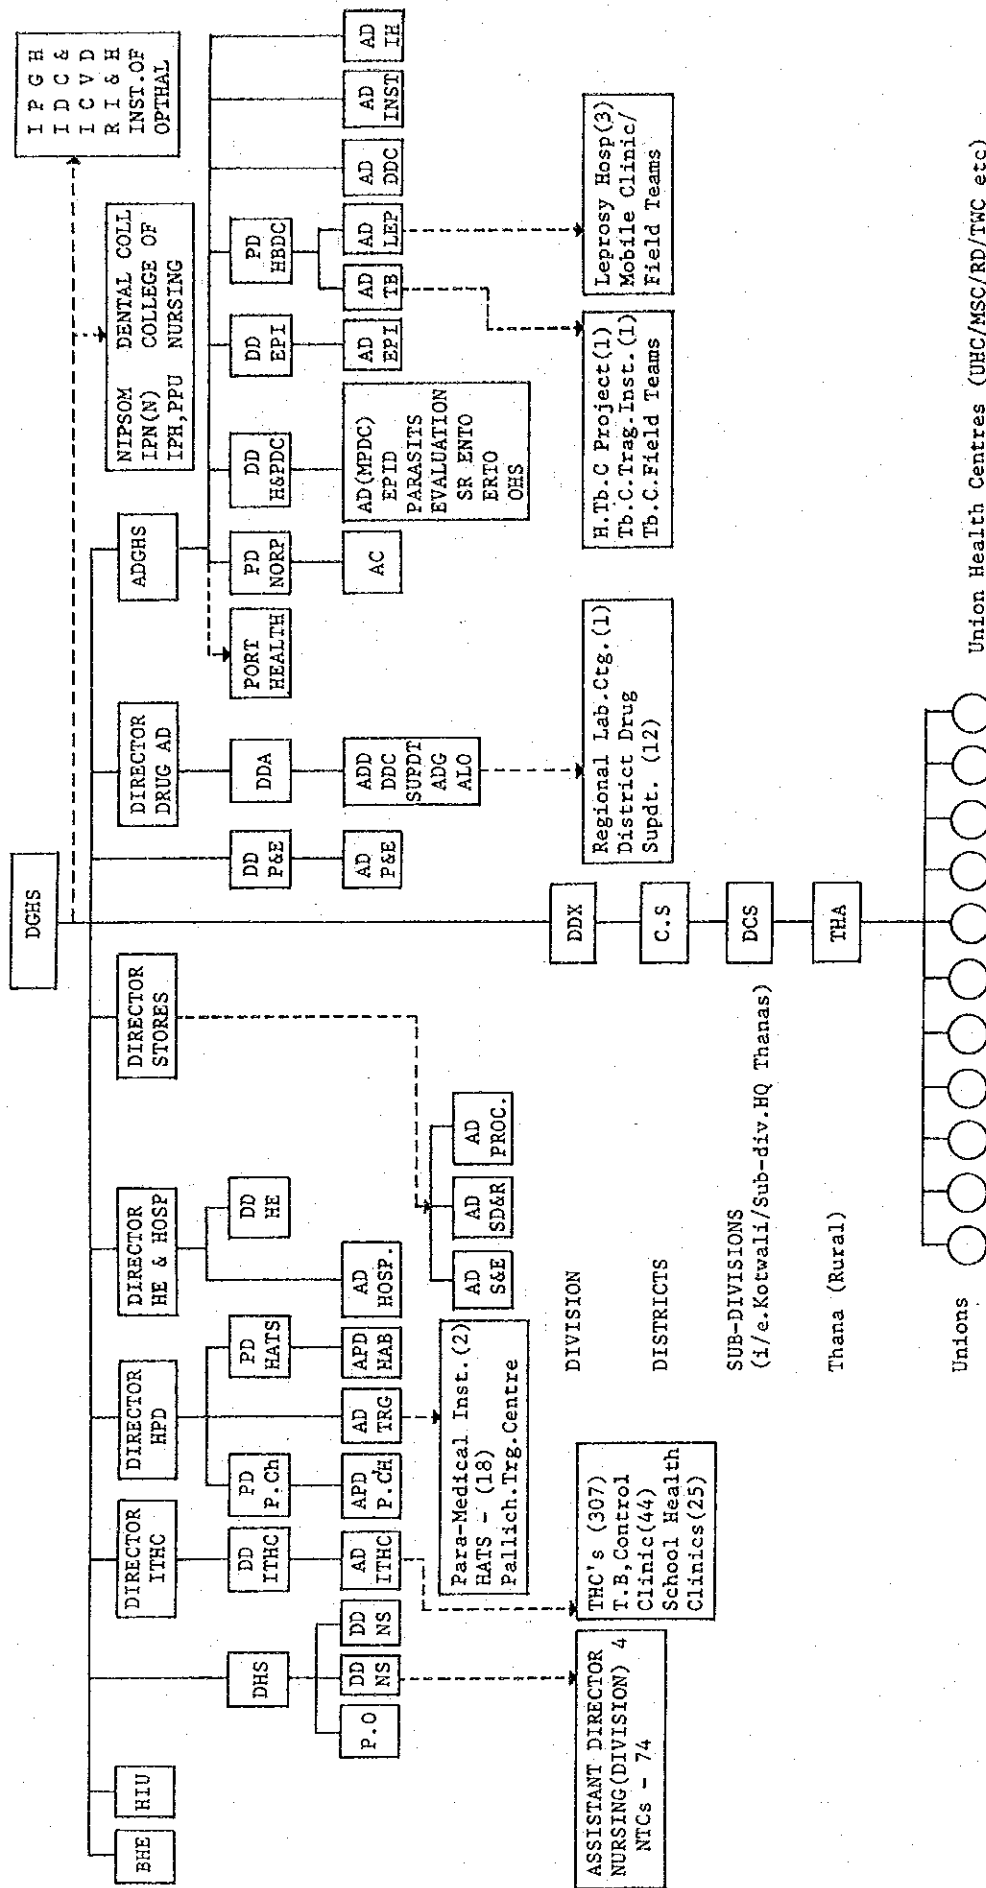 DGHS
I P G H
I D C &
I C V D
R I & H
INST.OF
OPTHAL
NIPSOM DENTAL COLL
IPN(N) COLLEGE OF
IPH,PPU NURSING
BHE
HIU
DIRECTOR
ITHC
DIRECTOR
HPD
DIRECTOR
HE & HOSP
DIRECTOR
STORES
DIRECTOR
DRUG AD
ADGHS
DHS
DD
ITHC
PD
P.Ch
PD
HATS
DD
HE
DD
P&E
DDA
PORT
HEALTH
PD
NORP
DD
H&PDC
DD
EPI
PD
HBDC
P.O
DD
NS
DD
NS
AD
ITHC
APD
P.CH
AD
TRG
APD
HAB
AD
HOSP.
AD
P&E
ADD
DDC
SUPDT
ADG
ALO
AC
AD(MPDC)
EPID
PARASITS
EVALUATION
SR ENTO
ERTO
OHS
AD
EPI
AD
TB
AD
LEP
AD
DDC
AD
INST
AD
IH
Para-Medical Inst.(2)
HATS - (18)
Pallich.Trg.Centre
AD
S&E
AD
SD&R
AD
PROC.
ASSISTANT DIRECTOR
NURSING(DIVISION) 4
NTCs - 74
THC's (307)
T.B,Control
Clinic(44)
School Health
Clinics(25)
DIVISION
DDX
Regional Lab.Ctg.(1)
District Drug
Supdt. (12)
H.Tb.C Project(1)
Tb.C.Trag.Inst.(1)
Tb.C.Field Teams
Leprosy Hosp(3)
Mobile Clinic/
Field Teams
DISTRICTS
C.S
SUB-DIVISIONS
(i/e.Kotwali/Sub-div.HQ Thanas)
DCS
Thana (Rural)
THA
Unions
Union Health Centres (UHC/MSC/RD/TWC etc)